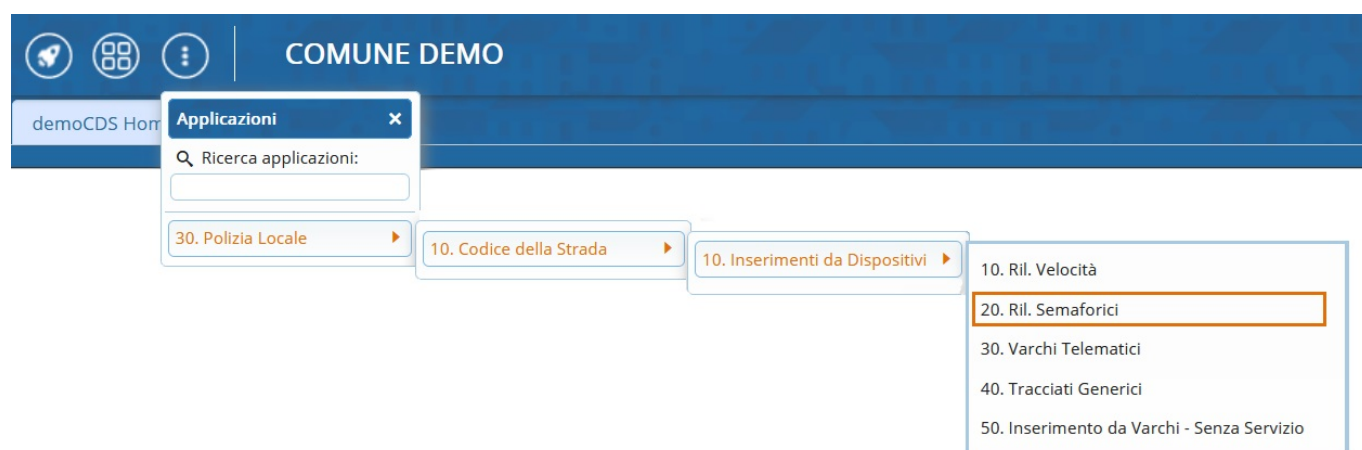 COMUNE DEMO
demoCDS Hom
Applicazioni
Ricerca applicazioni:
30. Polizia Locale
10. Codice della Strada
10. Inserimenti da Dispositivi
10. Ril. Velocità
20. Ril. Semaforici
30. Varchi Telematici
40. Tracciati Generici
50. Inserimento da Varchi - Senza Servizio